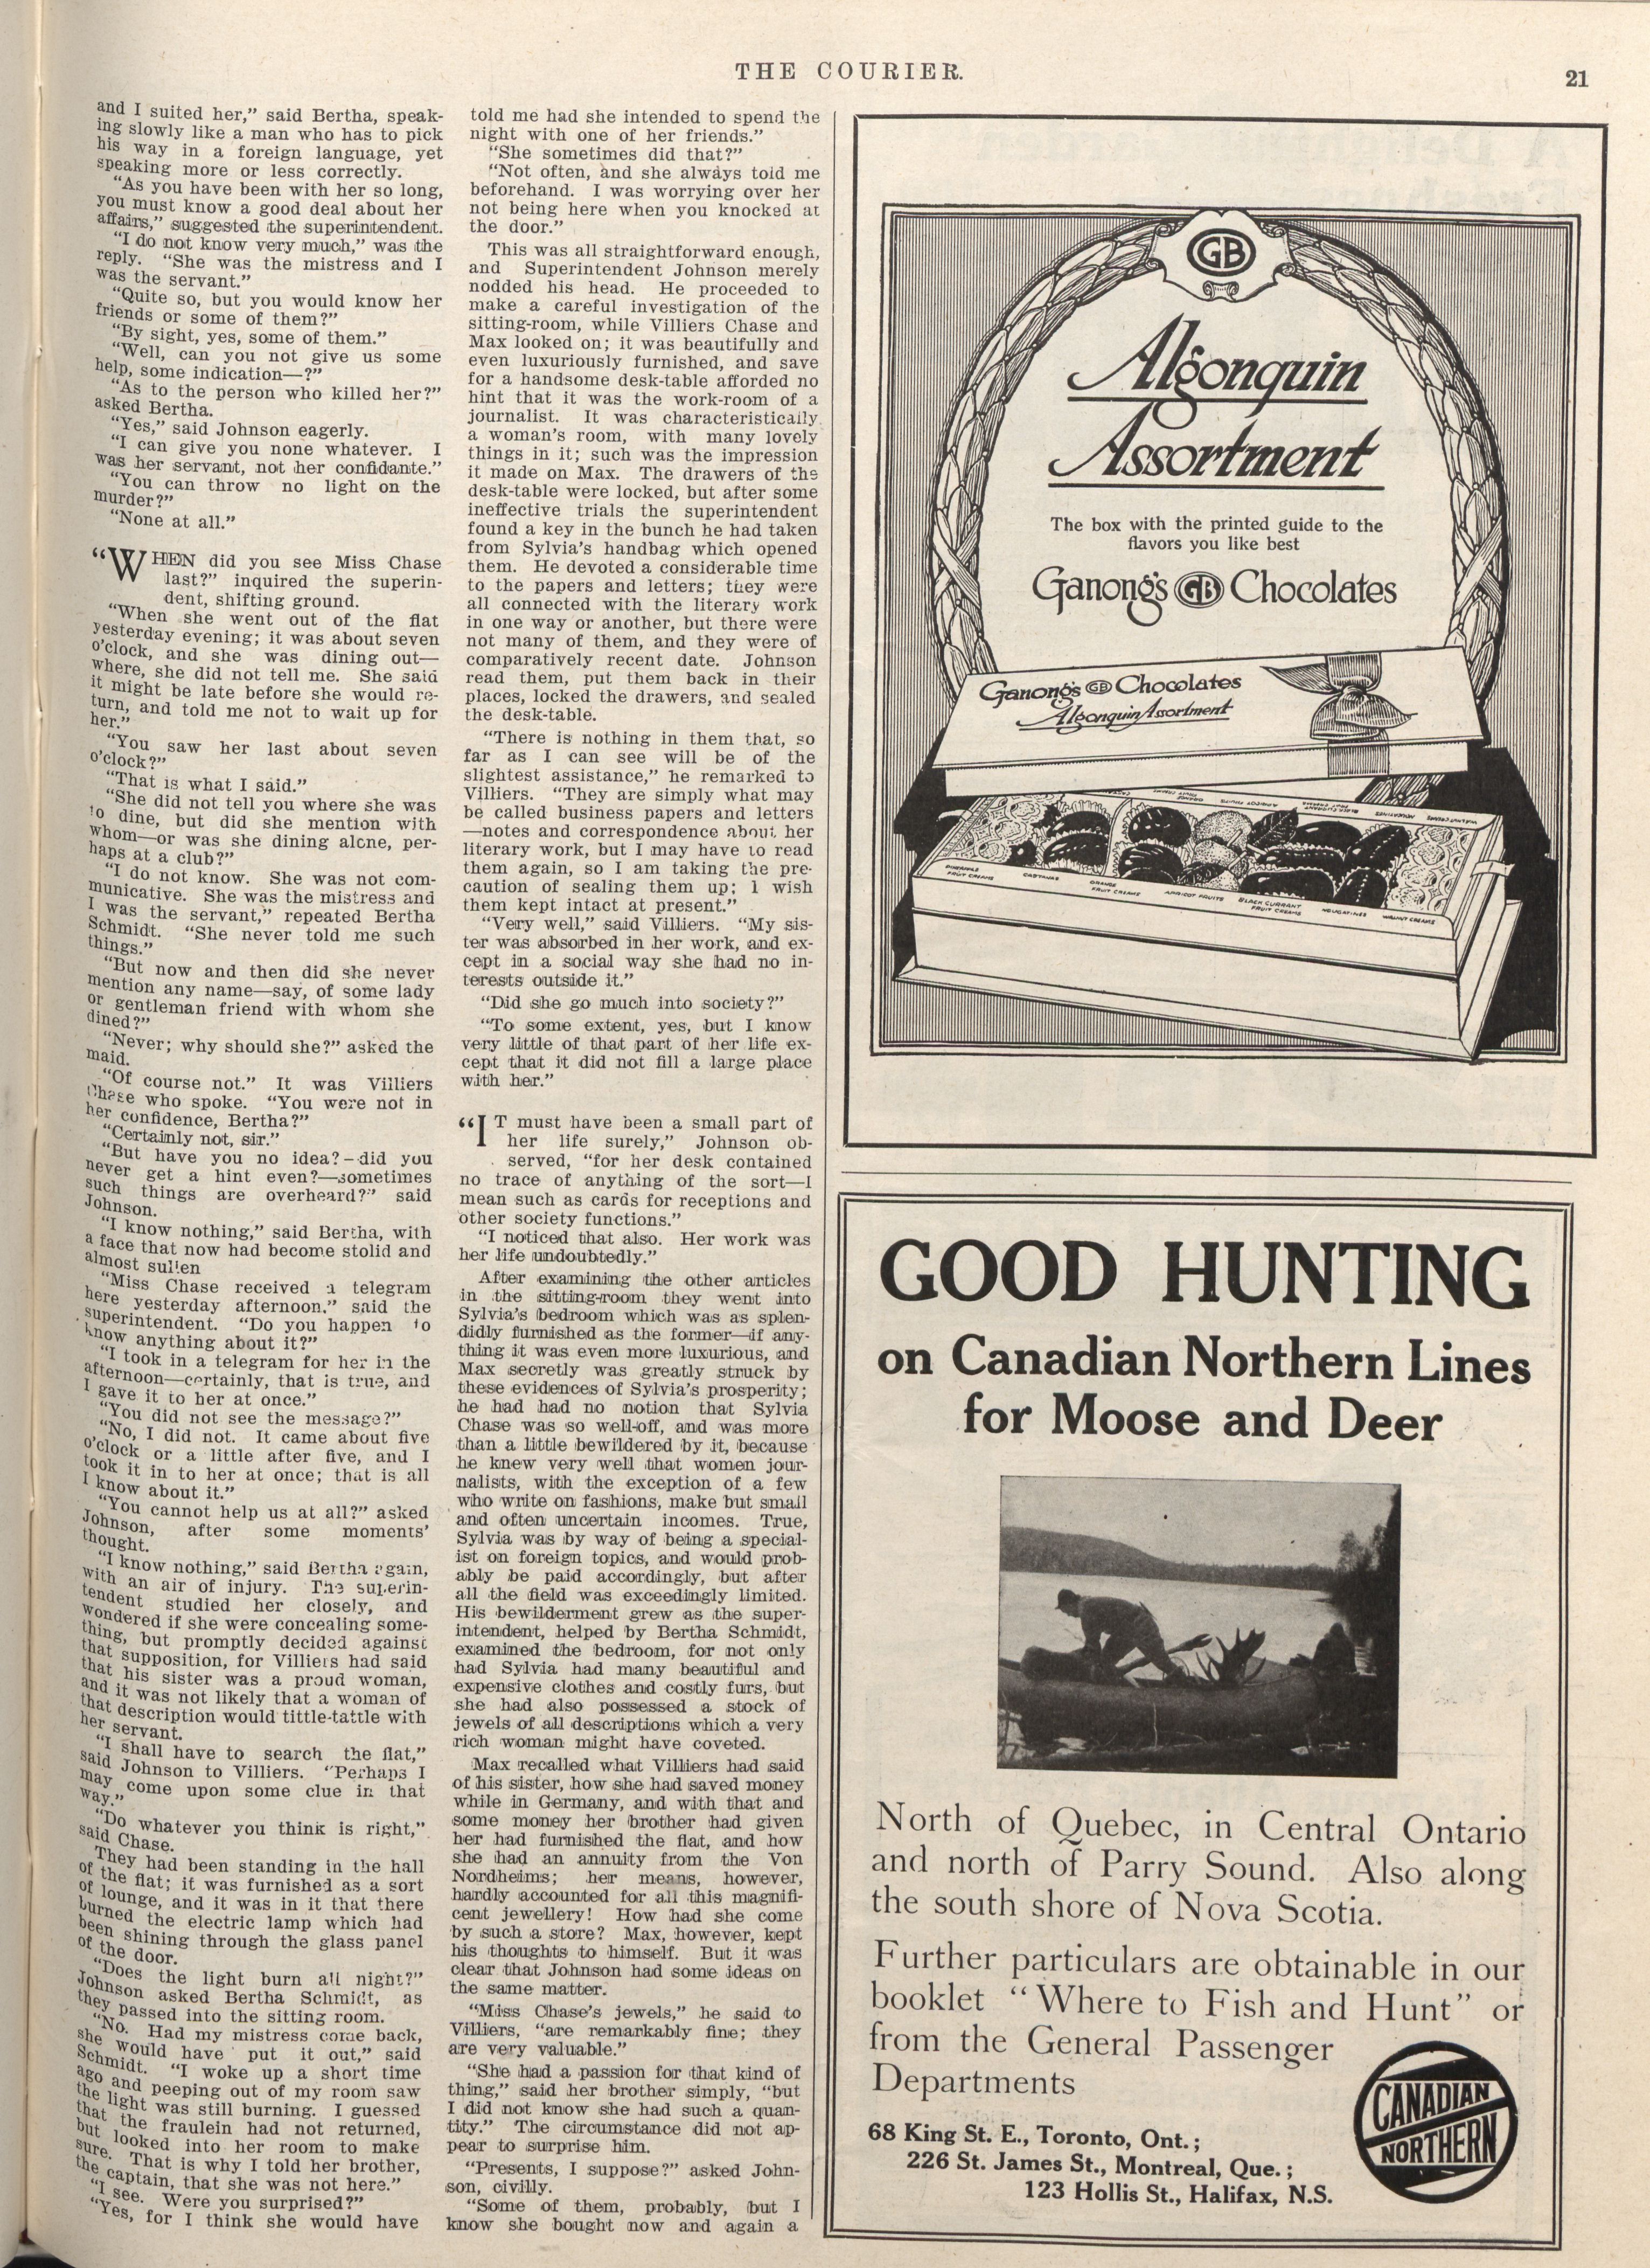 THE COURIER.
21
and I suited her,” said Bertha, speak-
ing slowly like a man who has to pick
his way in a foreign language, yet
speaking more or less correctly.
“As you have been with her so long,
you must know a good deal about her
affairs,” suggested the superintendent.
“I do not know very much,” was the
reply. “She was the mistress and I
was the servant.”
“Quite so, but you would know her
friends or some of them?”
“By sight, yes, some of them.”
“Well, can you not give us some
help, some indication—?”
“As to the person who killed her?”
asked Bertha.
“Yes,” said Johnson eagerly.
“I can give you none whatever. I
was her servant, not her confidante.”
“You can throw no light on the
murder?”
“None at all.”
“WHEN did you see Miss Chase
last?” inquired the superin-
dent, shifting ground.
“When she went out of the flat
yesterday evening; it was about seven
o’clock, and she was dining out—
where, she did not tell me. She said
it might be late before she would re-
turn, and told me not to wait up for
her.”
“You saw her last about seven
o’clock?”
“That is what I said.”
“She did not tell you where she was
to dine, but did she mention with
whom—or was she dining alone, per-
haps at a club?”
“I do not know. She was not com-
municative. She was the mistress and
I was the servant,” repeated Bertha
Schmidt. “She never told me such
things.”
“But now and then did she never
mention any name—say, of some lady
or gentleman friend with whom she
dined?”
“Never; why should she?” asked the
maid.
“Of course not.” It was Villiers
Chase who spoke. “You were not in
her confidence, Bertha?”
“Certainly not, sir.”
“But have you no idea?—did you
never get a hint even?—sometimes
such things are overheard?” said
Johnson.
“I know nothing,” said Bertha, with
a face that now had become stolid and
almost sullen
“Miss Chase received a telegram
here yesterday afternoon.” said the
superintendent. “Do you happen to
know anything about it?”
“I took in a telegram for her in the
afternoon—certainly, that is true, and
I gave it to her at once.”
“You did not see the message?”
“No, I did not. It came about five
o’clock or a little after five, and I
took it in to her at once; that is all
I know about it.”
“You cannot help us at all?” asked
Johnson, after some moments’
thought.
“I know nothing,” said Bertha again,
with an air of injury. The superin-
tendent studied her closely, and
wondered if she were concealing some-
thing, but promptly decided against
that supposition, for Villiers had said
that his sister was a proud woman,
and it was not likely that a woman of
that description would tittle-tattle with
her servant.
“I shall have to search the flat,”
said Johnson to Villiers. “Perhaps I
may come upon some clue in that
way.”
“Do whatever you think is right,”
said Chase.
They had been standing in the hall
of the flat; it was furnished as a sort
of lounge, and it was in it that there
burned the electric lamp which had
been shining through the glass panel
of the door.
“Does the light burn all night?”
Johnson asked Bertha Schmidt, as
they passed into the sitting room.
“No. Had my mistress come back,
she would have put it out,” said
Schmidt. “I woke up a short time
ago and peeping out of my room saw
the light was still burning. I guessed
that the fraulein had not returned,
but looked into her room to make
sure. That is why I told her brother,
the captain, that she was not here.”
“I see. Were you surprised?”
“Yes, for I think she would have
told me had she intended to spend the
night with one of her friends.”
“She sometimes did that?”
“Not often, and she always told me
beforehand. I was worrying over her
not being here when you knocked at
the door.”
This was all straightforward enough,
and Superintendent Johnson merely
nodded his head. He proceeded to
make a careful investigation of the
sitting-room, while Villiers Chase and
Max looked on; it was beautifully and
even luxuriously furnished, and save
for a handsome desk-table afforded no
hint that it was the work-room of a
journalist. It was characteristically
a woman’s room, with many lovely
things in it; such was the impression
it made on Max. The drawers of the
desk-table were locked, but after some
ineffective trials the superintendent
found a key in the bunch he had taken
from Sylvia’s handbag which opened
them. He devoted a considerable time
to the papers and letters; they were
all connected with the literary work
in one way or another, but there were
not many of them, and they were of
comparatively recent date. Johnson
read them, put them back in their
places, locked the drawers, and sealed
the desk-table.
“There is nothing in them that, so
far as I can see will be of the
slightest assistance,” he remarked to
Villiers. “They are simply what may
be called business papers and letters
—notes and correspondence about her
literary work, but I may have to read
them again, so I am taking the pre-
caution of sealing them up; I wish
them kept intact at present.”
“Very well,” said Villiers. “My sis-
ter was absorbed in her work, and ex-
cept in a social way she had no in-
terests outside it.”
“Did she go much into society?”
“To some extent, yes, but I know
very little of that part of her life ex-
cept that it did not fill a large place
with her.”
“IT must have been a small part of
her life surely,” Johnson ob-
served, “for her desk contained
no trace of anything of the sort—I
mean such as cards for receptions and
other society functions.”
“I noticed that also. Her work was
her life undoubtedly.”
After examining the other articles
in the sitting-room they went into
Sylvia’s bedroom which was as splen-
didly furnished as the former—if any-
thing it was even more luxurious, and
Max secretly was greatly struck by
these evidences of Sylvia’s prosperity;
he had had no notion that Sylvia
Chase was so well-off, and was more
than a little bewildered by it, because
he knew very well that women jour-
nalists, with the exception of a few
who write on fashions, make but small
and often uncertain incomes. True,
Sylvia was by way of being a special-
ist on foreign topics, and would prob-
ably be paid accordingly, but after
all the field was exceedingly limited.
His bewilderment grew as the super-
intendent, helped by Bertha Schmidt,
examined the bedroom, for not only
had Sylvia had many beautiful and
expensive clothes and costly furs, but
she had also possessed a stock of
jewels of all descriptions which a very
rich woman might have coveted.
Max recalled what Villiers had said
of his sister, how she had saved money
while in Germany, and with that and
some money her brother had given
her had furnished the flat, and how
she had an annuity from the Von
Nordheims; her means, however,
hardly accounted for all this magnifi-
cent jewellery! How had she come
by such a store? Max, however, kept
his thoughts to himself. But it was
clear that Johnson had some ideas on
the same matter.
“Miss Chase’s jewels,” he said to
Villiers, “are remarkably fine; they
are very valuable.”
“She had a passion for that kind of
thing,” said her brother simply, “but
I did not know she had such a quan-
tity.” The circumstance did not ap-
pear to surprise him.
“Presents, I suppose?” asked John-
son, civilly.
“Some of them, probably, but I
know she bought now and again a
GB
Algonquin
Assortment
The box with the printed guide to the
flavors you like best
Ganong’s GB Chocolates
Ganong’s GB Chocolates
Algonquin Assortment
PINEAPPLE FRUIT CREAMS
CASTANAS
ORANGE FRUIT CREAMS
APRICOT FRUITS
BLACK CURRANT FRUIT CREAMS
NOUGATINES
WALNUT CREAMS
GOOD HUNTING
on Canadian Northern Lines
for Moose and Deer
North of Quebec, in Central Ontario
and north of Parry Sound. Also along
the south shore of Nova Scotia.
Further particulars are obtainable in our
booklet “Where to Fish and Hunt” or
from the General Passenger
Departments
68 King St. E., Toronto, Ont.;
226 St. James St., Montreal, Que.;
123 Hollis St., Halifax, N.S.
CANADIAN
NORTHERN